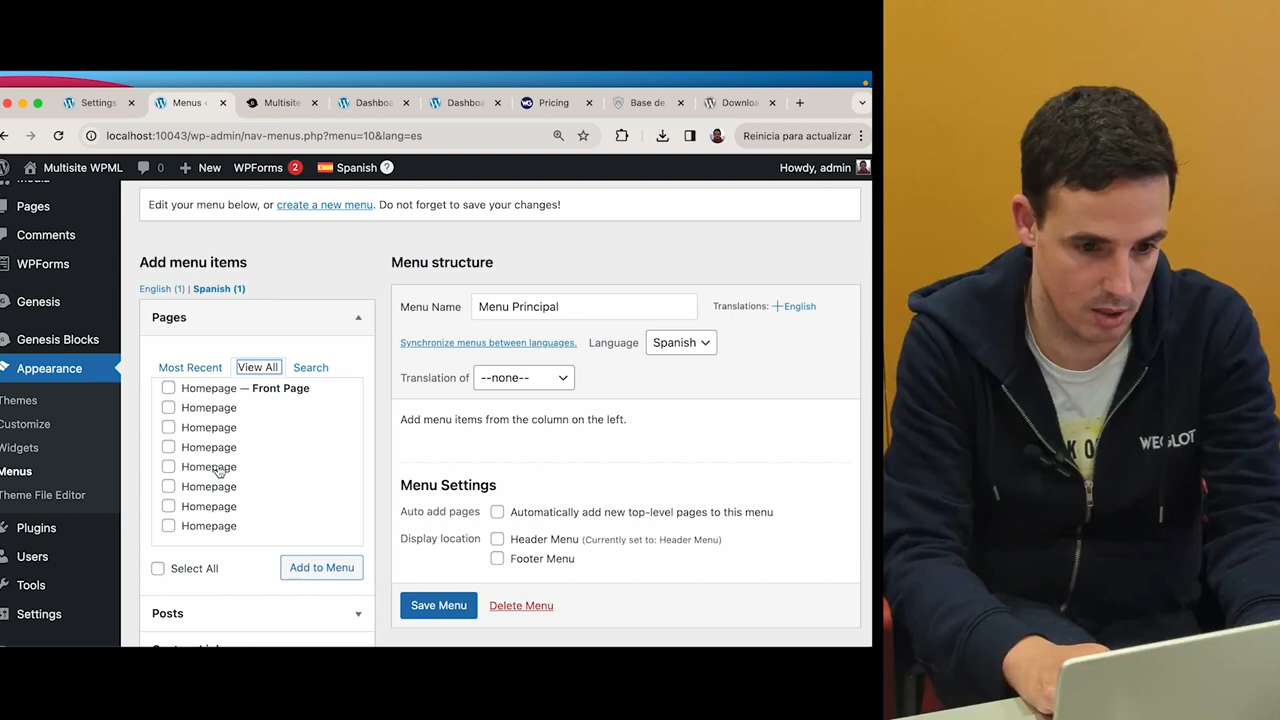 Settings
Menus
Multisite
Dashboa
Dashboa
WG
Pricing
Base de
Downloa
localhost:10043/wp-admin/nav-menus.php?menu=10&lang=es
Reinicia para actualizar
Multisite WPML
0
New
WPForms 2
Spanish ?
Howdy, admin
Pages
Comments
WPForms
Genesis
Genesis Blocks
Appearance
Themes
Customize
Widgets
Menus
Theme File Editor
Plugins
Users
Tools
Settings
Edit your menu below, or create a new menu. Do not forget to save your changes!
Add menu items
English (1) | Spanish (1)
Pages
Most Recent
View All
Search
Homepage — Front Page
Homepage
Homepage
Homepage
Homepage
Homepage
Homepage
Homepage
Select All
Add to Menu
Posts
Menu structure
Menu Name
Menu Principal
Translations: +English
Synchronize menus between languages.
Language
Spanish
Translation of
--none--
Add menu items from the column on the left.
Menu Settings
Auto add pages
Automatically add new top-level pages to this menu
Display location
Header Menu (Currently set to: Header Menu)
Footer Menu
Save Menu
Delete Menu
WEGLOT